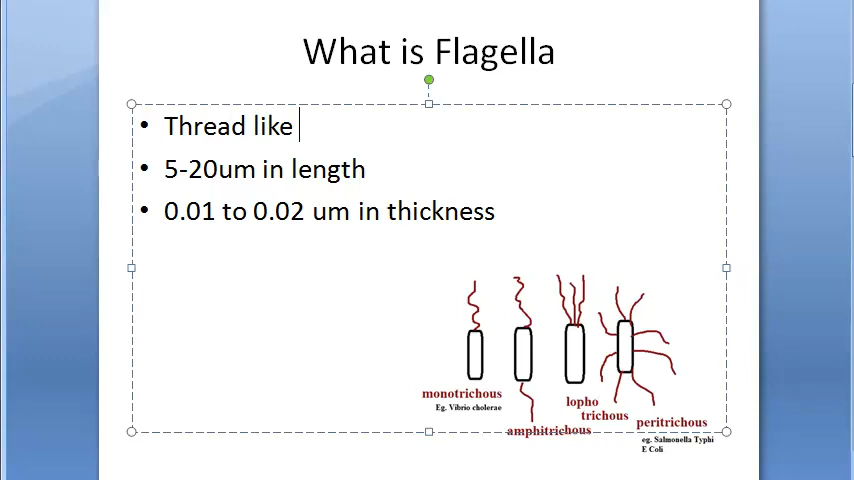 What is Flagella
• Thread like
• 5-20um in length
• 0.01 to 0.02 um in thickness
monotrichous
Eg. Vibrio cholerae
amphitrichous
lopho
trichous
peritrichous
eg. Salmonella Typhi
E Coli